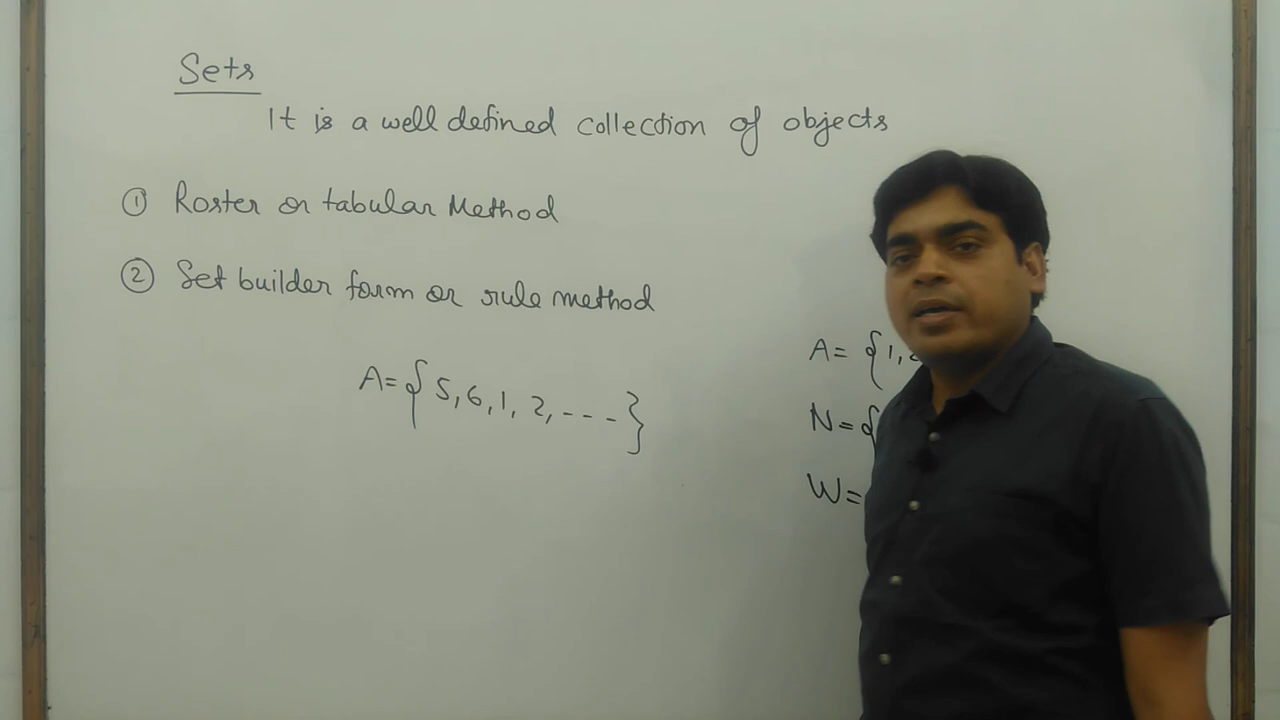 Sets
It is a well defined collection of objects
① Roster or tabular Method
② Set builder form or rule method
A={5,6,1,2,----}
A={1,
N={
W=